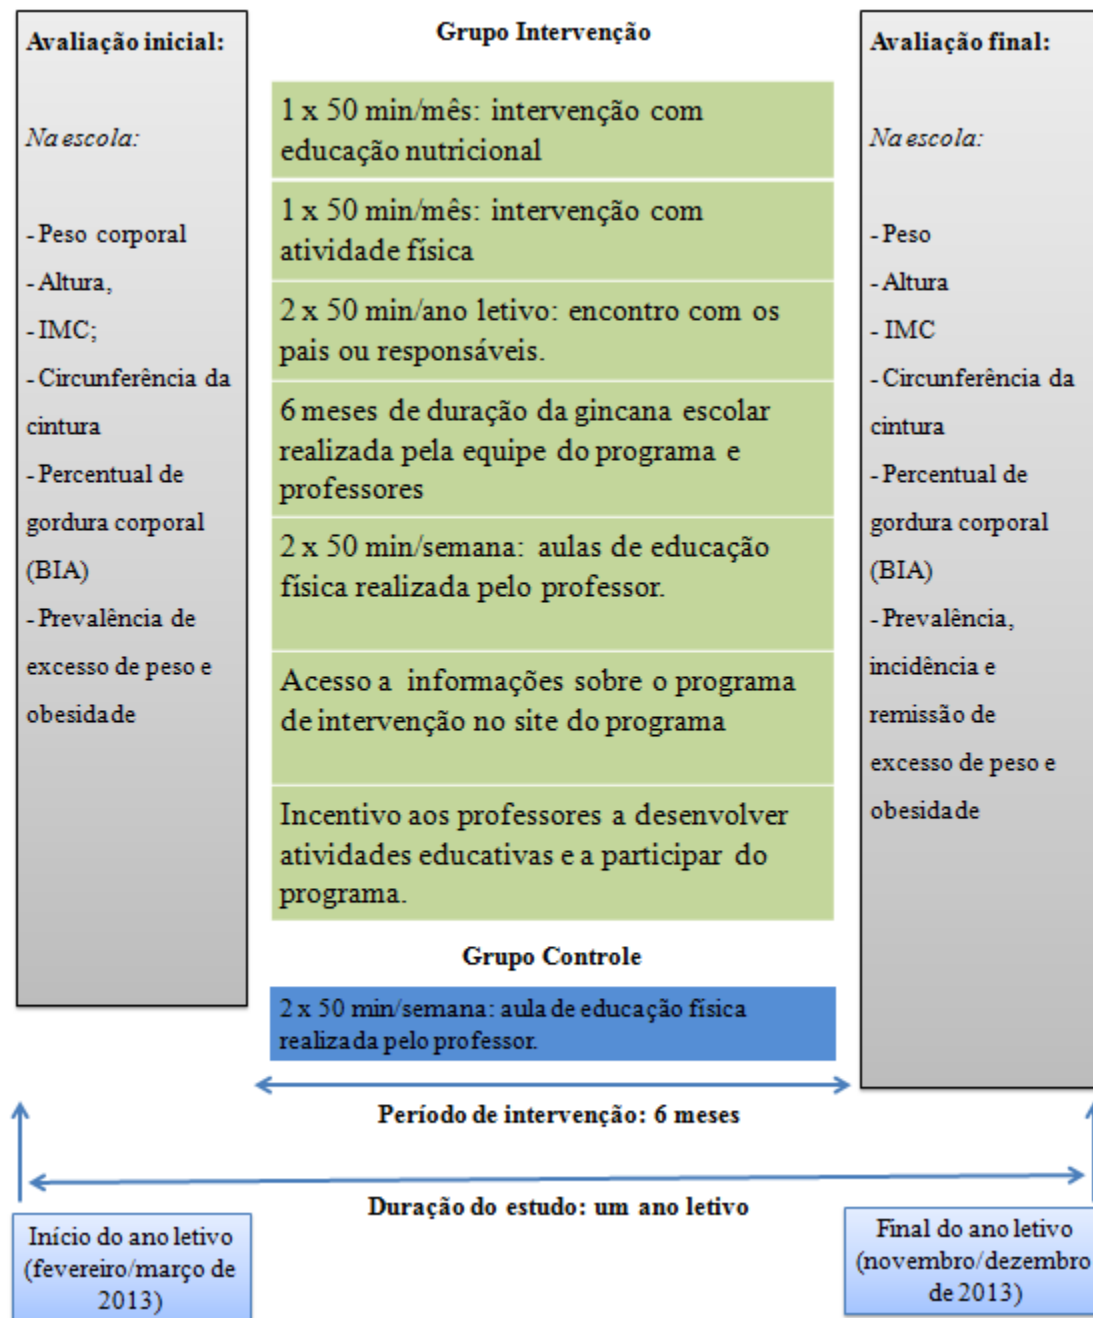 Avaliação inicial:
Na escola:
- Peso corporal
- Altura,
- IMC;
- Circunferência da
cintura
- Percentual de
gordura corporal
(BIA)
- Prevalência de
excesso de peso e
obesidade
Grupo Intervenção
1 x 50 min/mês: intervenção com
educação nutricional
1 x 50 min/mês: intervenção com
atividade física
2 x 50 min/ano letivo: encontro com os
pais ou responsáveis.
6 meses de duração da gincana escolar
realizada pela equipe do programa e
professores
2 x 50 min/semana: aulas de educação
física realizada pelo professor.
Acesso a informações sobre o programa
de intervenção no site do programa
Incentivo aos professores a desenvolver
atividades educativas e a participar do
programa.
Grupo Controle
2 x 50 min/semana: aula de educação física
realizada pelo professor.
Avaliação final:
Na escola:
- Peso
- Altura
- IMC
- Circunferência da
cintura
- Percentual de
gordura corporal
(BIA)
- Prevalência,
incidência e
remissão de
excesso de peso e
obesidade
Período de intervenção: 6 meses
Duração do estudo: um ano letivo
Início do ano letivo
(fevereiro/março de
2013)
Final do ano letivo
(novembro/dezembro
de 2013)